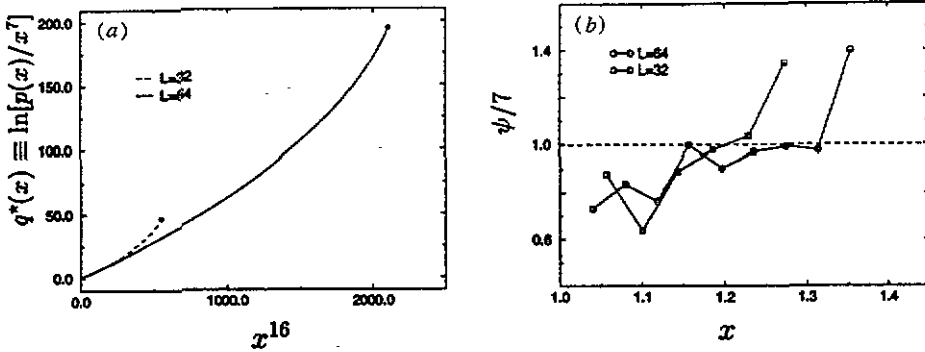 (a)
q*(x) ≡ ln[p(x)/x⁷]
200.0
150.0
100.0
50.0
0.0
L=32
L=64
0.0 1000.0 2000.0
x¹⁶
(b)
ψ/7
1.4
1.0
0.6
L=64
L=32
1.0 1.1 1.2 1.3 1.4
x